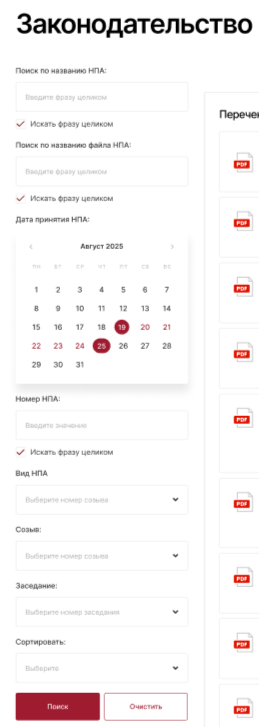 Законодательство
Поиск по названию НПА:
Введите фразу целиком
Искать фразу целиком
Поиск по названию файла НПА:
Введите фразу целиком
Искать фразу целиком
Дата принятия НПА:
Август 2025
ПН ВТ СР ЧТ ПТ СБ ВС
1 2 3 4 5 6 7
8 9 10 11 12 13 14
15 16 17 18 19 20 21
22 23 24 25 26 27 28
29 30 31
Номер НПА:
Введите значение
Искать фразу целиком
Вид НПА
Выберите номер созыва
Созыв:
Выберите номер созыва
Заседание:
Выберите номер заседания
Сортировать:
Выберите
Поиск Очистить
Перече
PDF
PDF
PDF
PDF
PDF
PDF
PDF
PDF
PDF